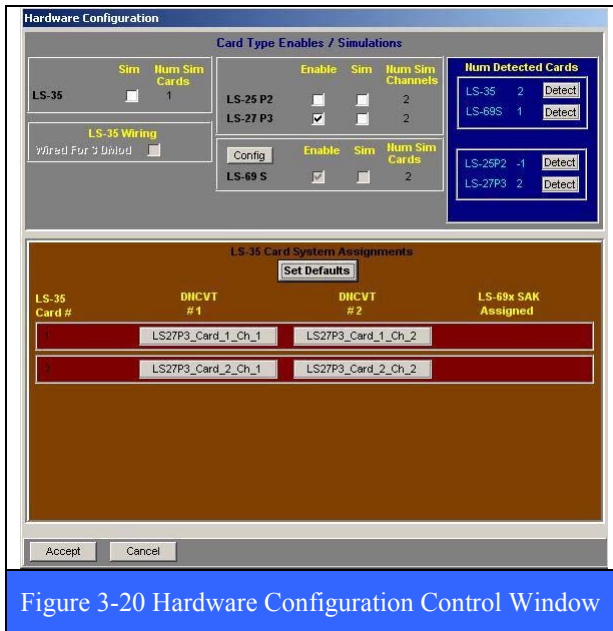 Hardware Configuration
Card Type Enables / Simulations
Sim Num Sim Cards
LS-35 1
LS-35 Wiring
Wired For 3 DMod
Enable Sim Num Sim Channels
LS-25 P2 2
LS-27 P3 2
Config Enable Sim Num Sim Cards
LS-69 S 2
Num Detected Cards
LS-35 2 Detect
LS-69S 1 Detect
LS-25P2 -1 Detect
LS-27P3 2 Detect
LS-35 Card System Assignments
Set Defaults
LS-35 Card # DNCVT #1 DNCVT #2 LS-69x SAK Assigned
1 LS27P3_Card_1_Ch_1 LS27P3_Card_1_Ch_2
2 LS27P3_Card_2_Ch_1 LS27P3_Card_2_Ch_2
Accept Cancel
Figure 3-20 Hardware Configuration Control Window